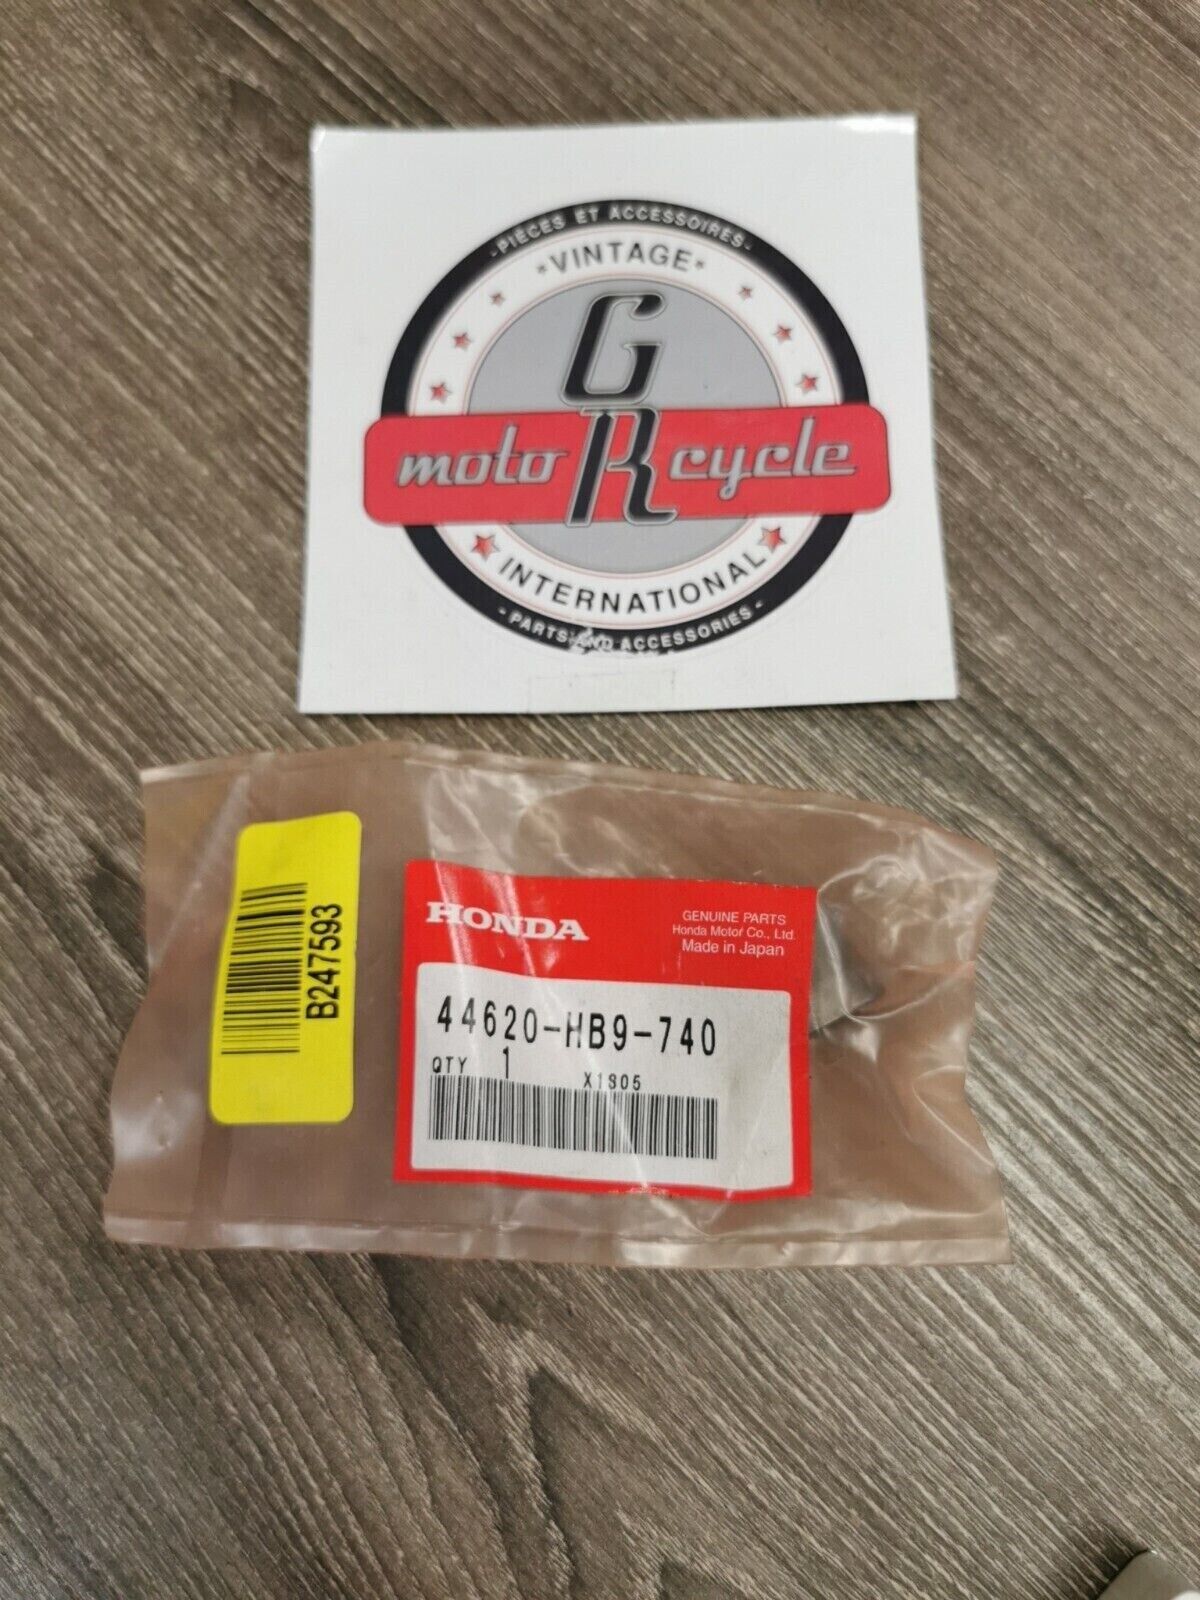 -PIÈCES ET ACCESSOIRES-
*VINTAGE*
G
moto R cycle
INTERNATIONAL
- PARTS AND ACCESSORIES -
B247593
HONDA
GENUINE PARTS
Honda Motor Co., Ltd.
Made in Japan
44620-HB9-740
QTY 1 X1S05